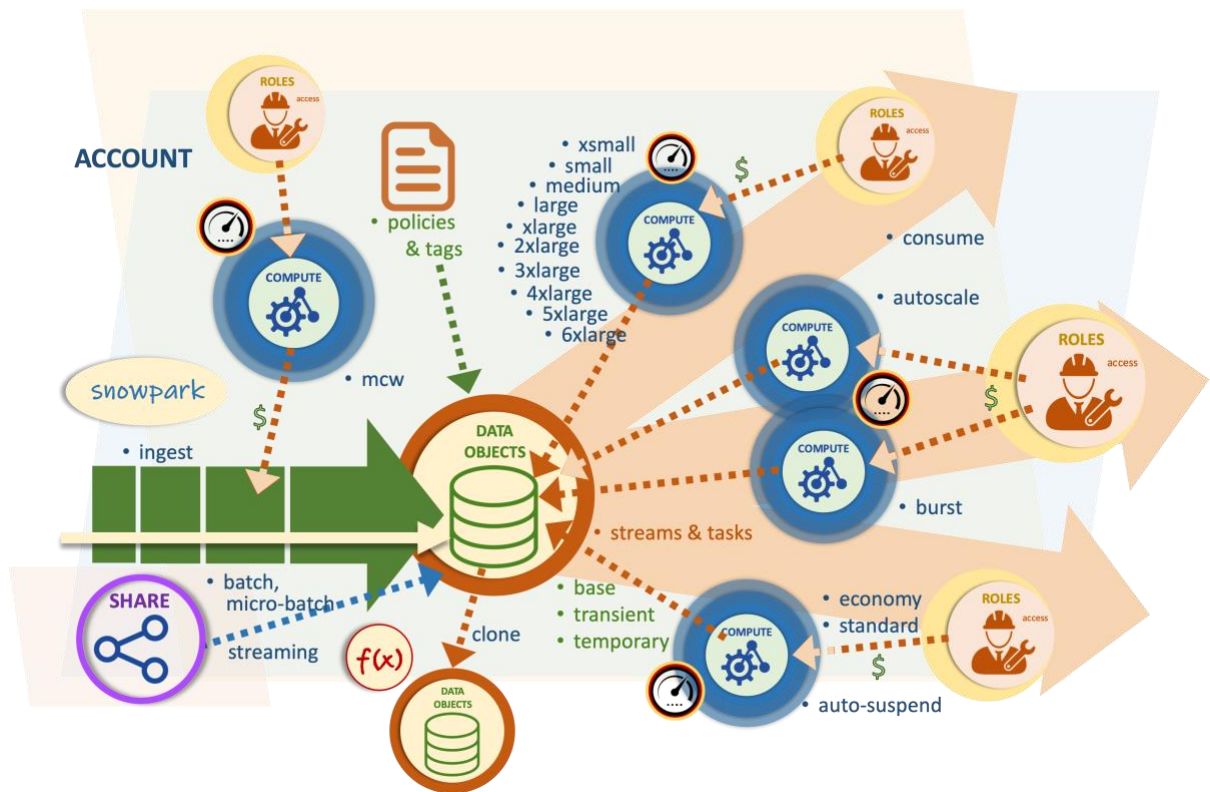 ROLES
access
ACCOUNT
COMPUTE
• mcw
snowpark
$
• ingest
• policies
& tags
• xsmall
• small
• medium
• large
• xlarge
• 2xlarge
• 3xlarge
• 4xlarge
• 5xlarge
• 6xlarge
COMPUTE
$
ROLES
access
• consume
• autoscale
COMPUTE
ROLES
access
$
COMPUTE
• burst
DATA
OBJECTS
• streams & tasks
• batch,
micro-batch
• streaming
SHARE
f(x)
clone
DATA
OBJECTS
• base
• transient
• temporary
COMPUTE
• economy
• standard
$
ROLES
access
• auto-suspend